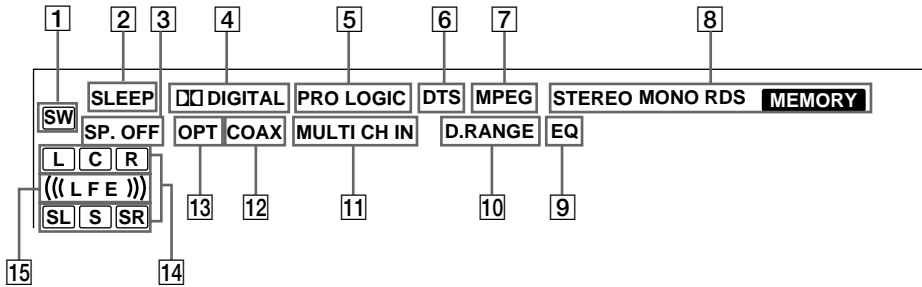 1 2 3 4 5 6 7 8
SLEEP DIGITAL PRO LOGIC DTS MPEG STEREO MONO RDS MEMORY
SW
SP. OFF OPT COAX MULTI CH IN D.RANGE EQ
L C R
((( L F E )))
SL S SR
13 12 11 10 9
15 14